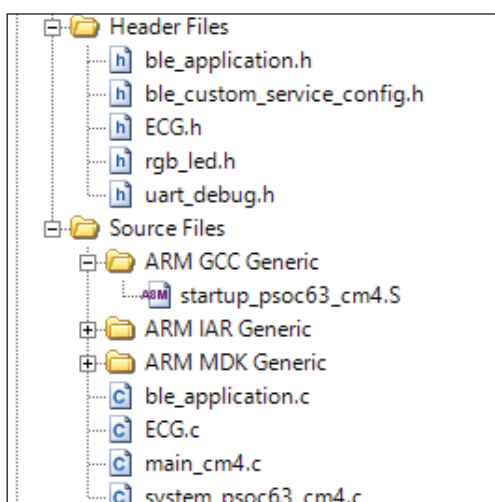 Header Files
h ble_application.h
h ble_custom_service_config.h
h ECG.h
h rgb_led.h
h uart_debug.h
Source Files
ARM GCC Generic
ASM startup_psoc63_cm4.S
ARM IAR Generic
ARM MDK Generic
C ble_application.c
C ECG.c
C main_cm4.c
C system_psoc63_cm4.c